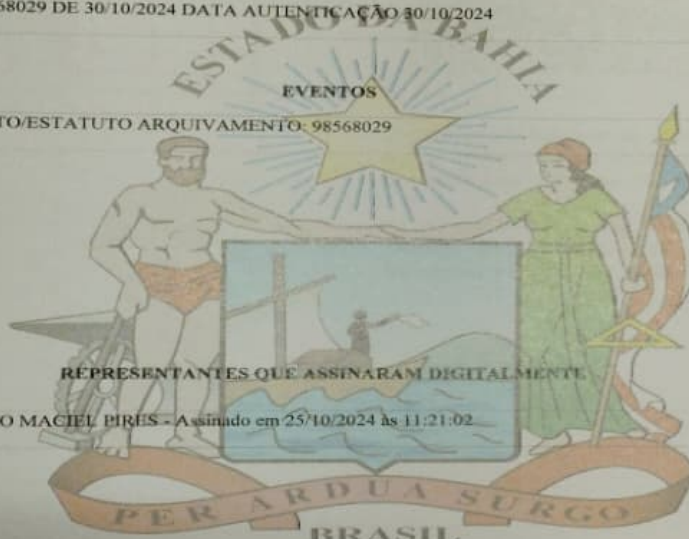 68029 DE 30/10/2024 DATA AUTENTICAÇÃO 30/10/2024
ESTADO DA BAHIA
EVENTOS
TO/ESTATUTO ARQUIVAMENTO: 98568029
REPRESENTANTES QUE ASSINARAM DIGITALMENTE
O MACIEL PIRES - Assinado em 25/10/2024 às 11:21:02
PER ARDUA SURGO
BRASIL